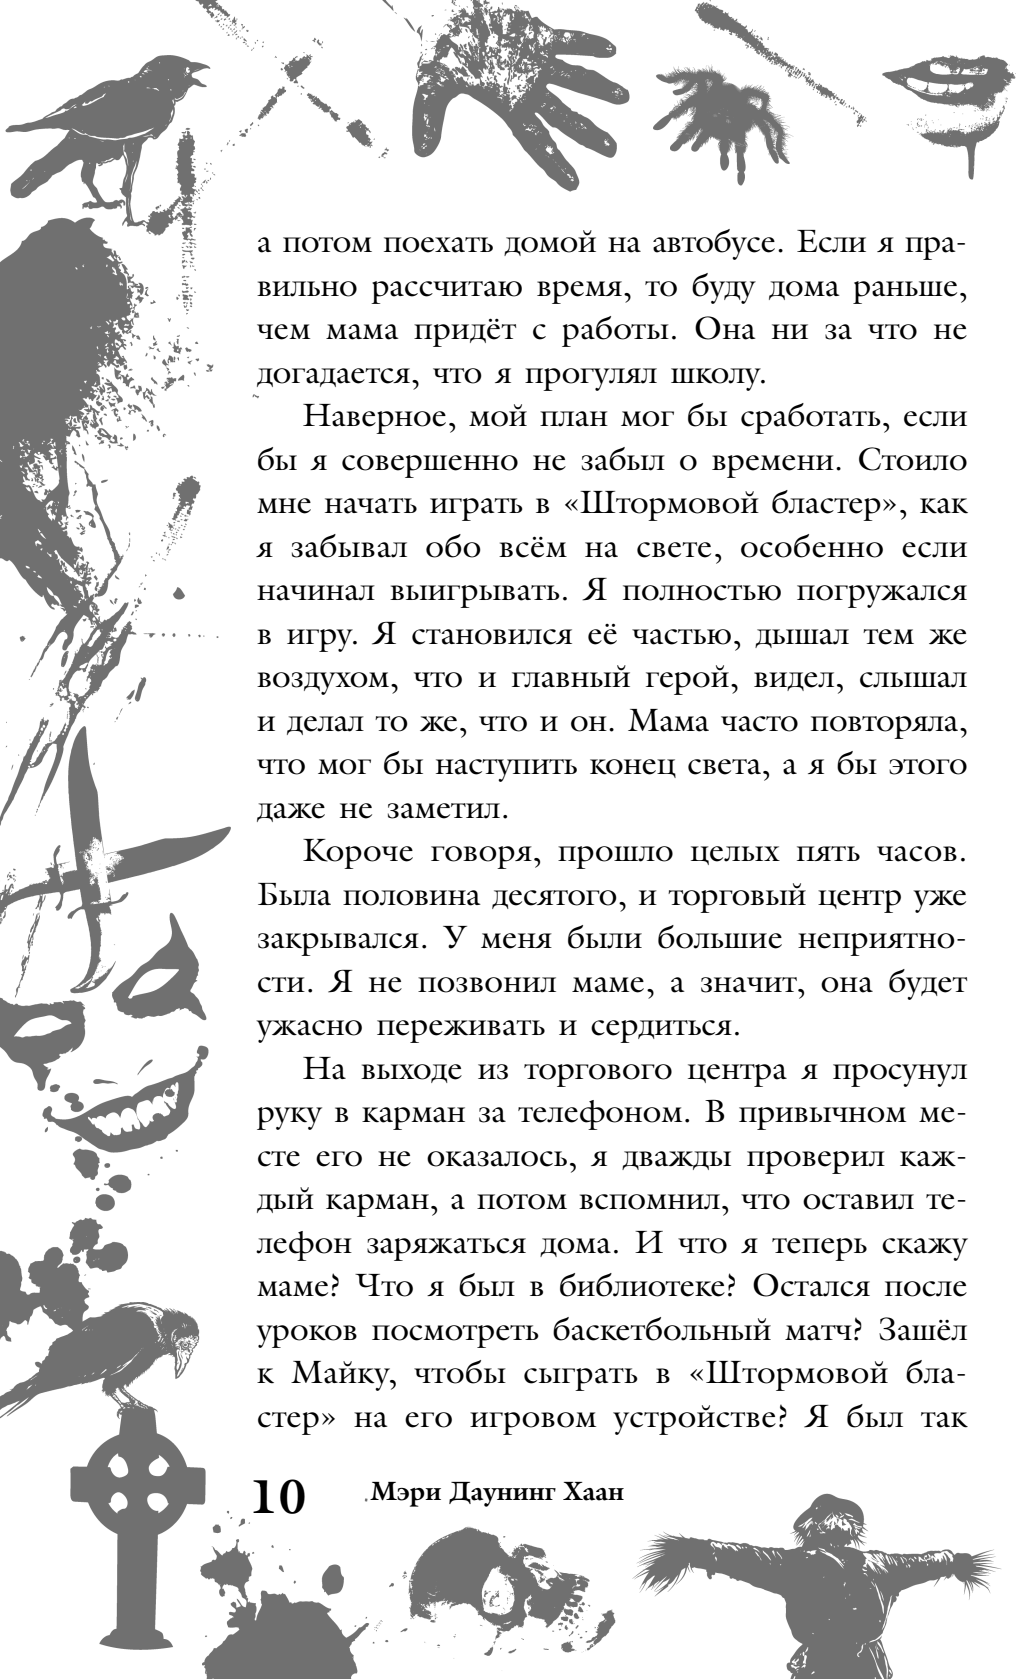 а потом поехать домой на автобусе. Если я пра-
вильно рассчитаю время, то буду дома раньше,
чем мама придёт с работы. Она ни за что не
догадается, что я прогулял школу.
Наверное, мой план мог бы сработать, если
бы я совершенно не забыл о времени. Стоило
мне начать играть в «Штормовой бластер», как
я забывал обо всём на свете, особенно если
начинал выигрывать. Я полностью погружался
в игру. Я становился её частью, дышал тем же
воздухом, что и главный герой, видел, слышал
и делал то же, что и он. Мама часто повторяла,
что мог бы наступить конец света, а я бы этого
даже не заметил.
Короче говоря, прошло целых пять часов.
Была половина десятого, и торговый центр уже
закрывался. У меня были большие неприятно-
сти. Я не позвонил маме, а значит, она будет
ужасно переживать и сердиться.
На выходе из торгового центра я просунул
руку в карман за телефоном. В привычном ме-
сте его не оказалось, я дважды проверил каж-
дый карман, а потом вспомнил, что оставил те-
лефон заряжаться дома. И что я теперь скажу
маме? Что я был в библиотеке? Остался после
уроков посмотреть баскетбольный матч? Зашёл
к Майку, чтобы сыграть в «Штормовой бла-
стер» на его игровом устройстве? Я был так
10 Мэри Даунинг Хаан